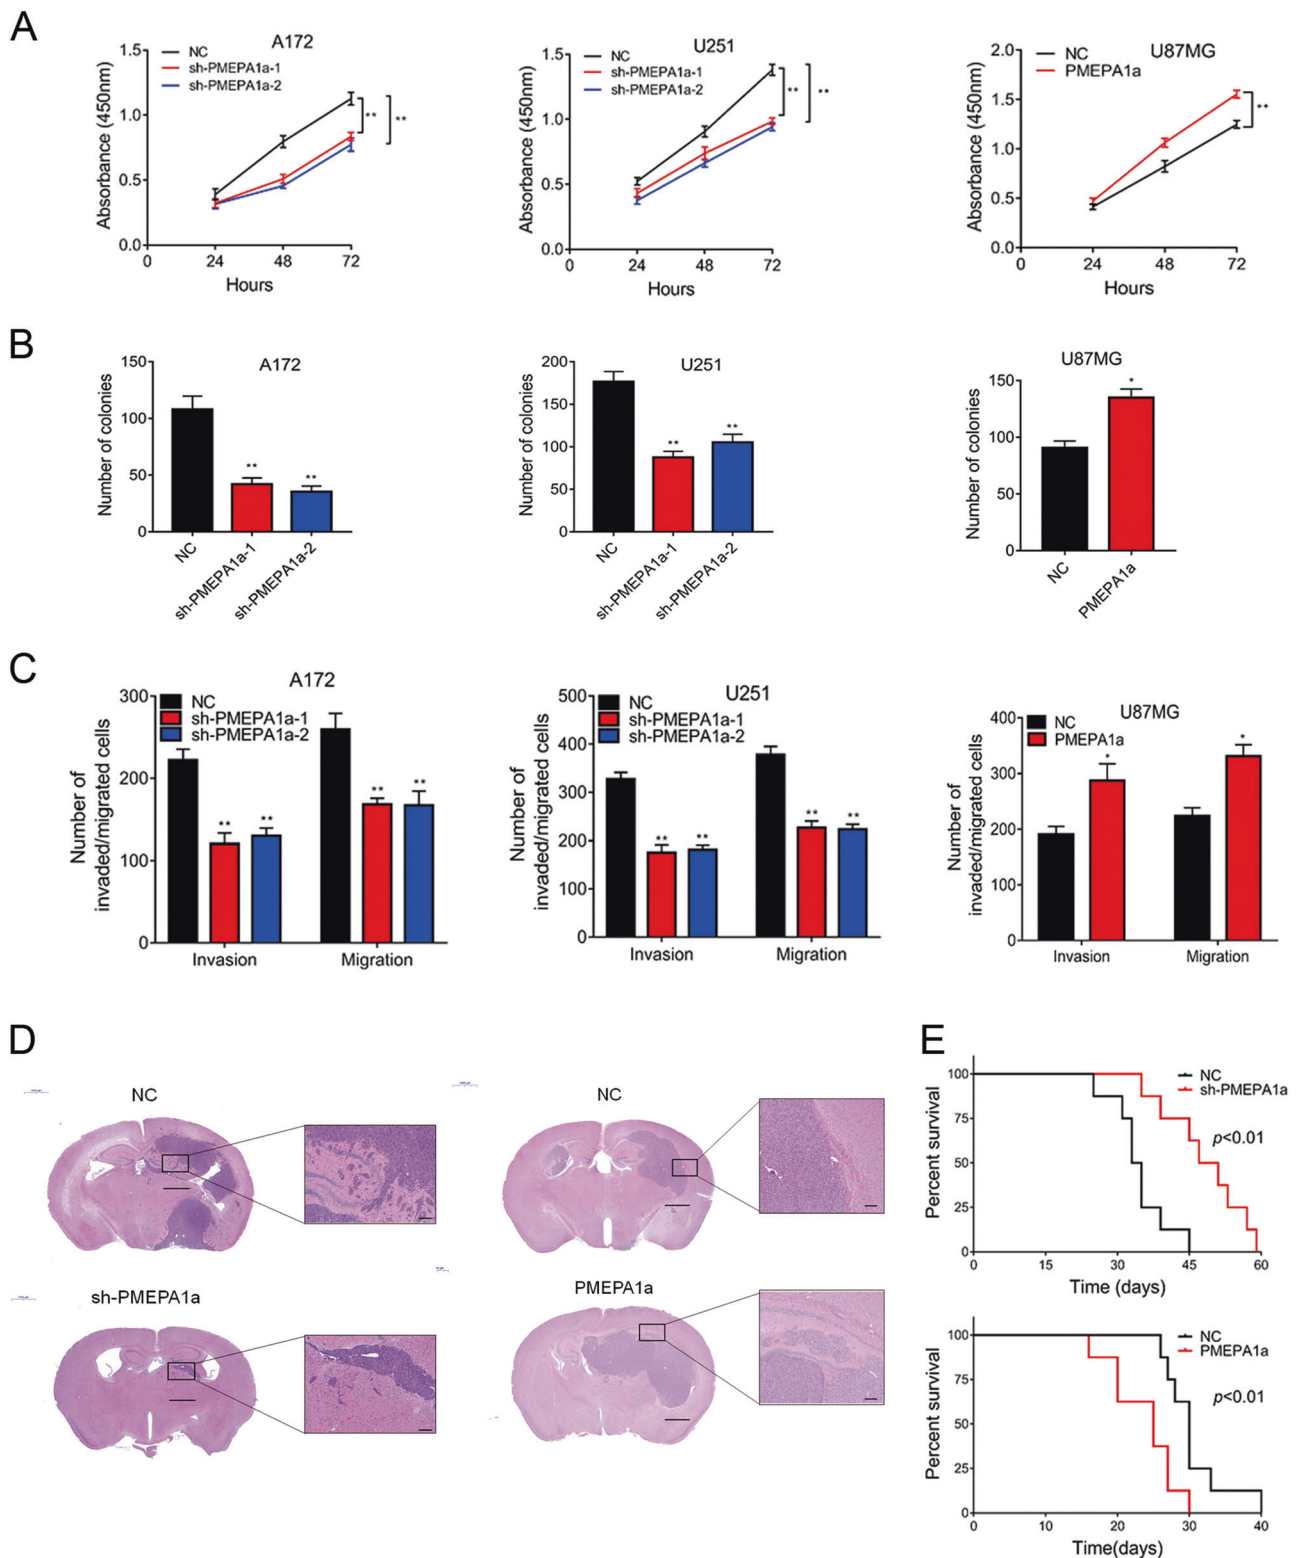 A
A172
NC
sh-PMEPA1a-1
sh-PMEPA1a-2
Absorbance (450nm)
1.5
1.0
0.5
0.0
0 24 48 72
Hours
**
**
U251
NC
sh-PMEPA1a-1
sh-PMEPA1a-2
Absorbance (450nm)
1.5
1.0
0.5
0.0
0 24 48 72
Hours
**
**
U87MG
NC
PMEPA1a
Absorbance (450nm)
2.0
1.5
1.0
0.5
0.0
0 24 48 72
Hours
**
B
A172
Number of colonies
150
100
50
0
**
**
NC
sh-PMEPA1a-1
sh-PMEPA1a-2
U251
Number of colonies
200
150
100
50
0
**
**
NC
sh-PMEPA1a-1
sh-PMEPA1a-2
U87MG
Number of colonies
150
100
50
0
*
NC
PMEPA1a
C
A172
NC
sh-PMEPA1a-1
sh-PMEPA1a-2
Number of
invaded/migrated cells
300
200
100
0
**
**
**
**
Invasion Migration
U251
NC
sh-PMEPA1a-1
sh-PMEPA1a-2
Number of
invaded/migrated cells
500
400
300
200
100
0
**
**
**
**
Invasion Migration
U87MG
NC
PMEPA1a
Number of
invaded/migrated cells
400
300
200
100
0
*
*
Invasion Migration
D
NC
NC
sh-PMEPA1a
PMEPA1a
E
NC
sh-PMEPA1a
p<0.01
Percent survival
100
75
50
25
0
0 15 30 45 60
Time (days)
NC
PMEPA1a
p<0.01
Percent survival
100
75
50
25
0
0 10 20 30 40
Time(days)